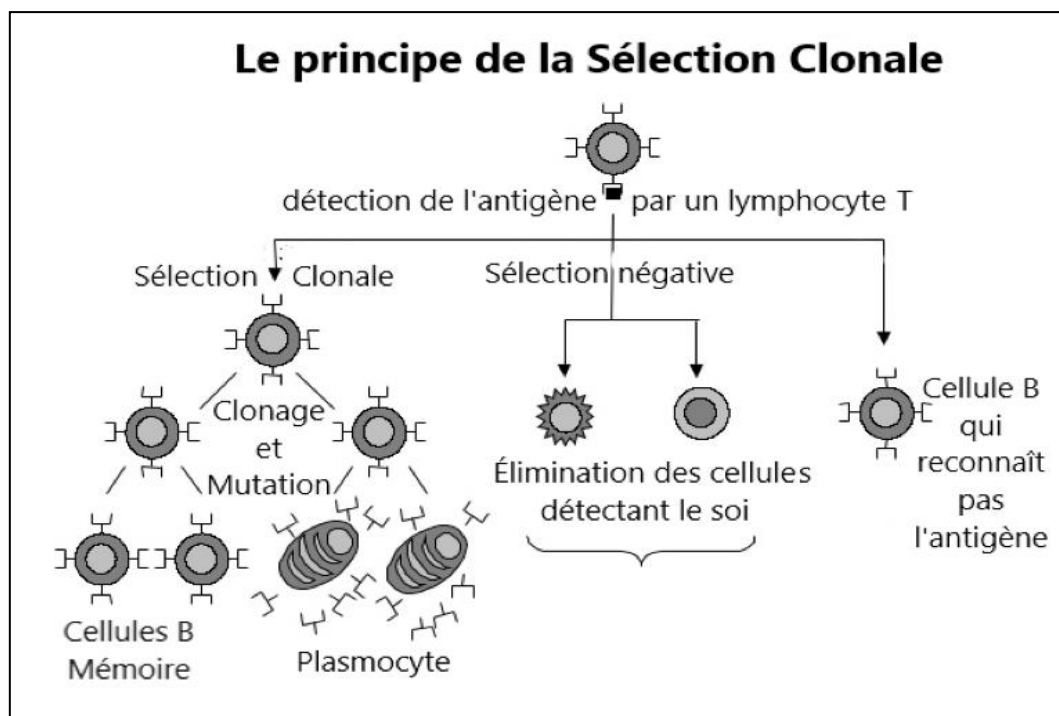 Le principe de la Sélection Clonale
détection de l'antigène par un lymphocyte T
Sélection Clonale
Sélection négative
Clonage
et
Mutation
Cellules B
Mémoire
Plasmocyte
Élimination des cellules
détectant le soi
Cellule B
qui
reconnaît
pas
l'antigène